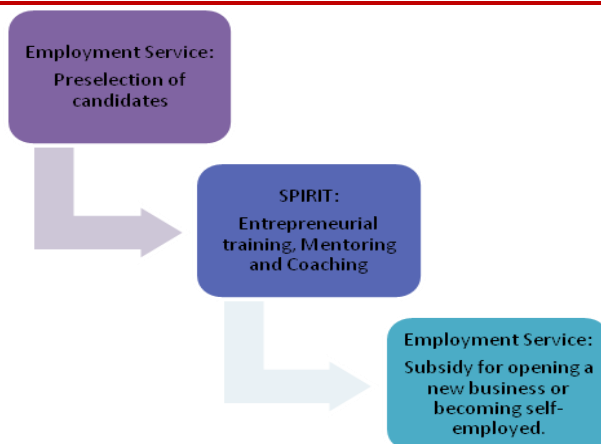 Employment Service:
Preselection of
candidates
SPIRIT:
Entrepreneurial
training, Mentoring
and Coaching
Employment Service:
Subsidy for opening a
new business or
becoming self-
employed.